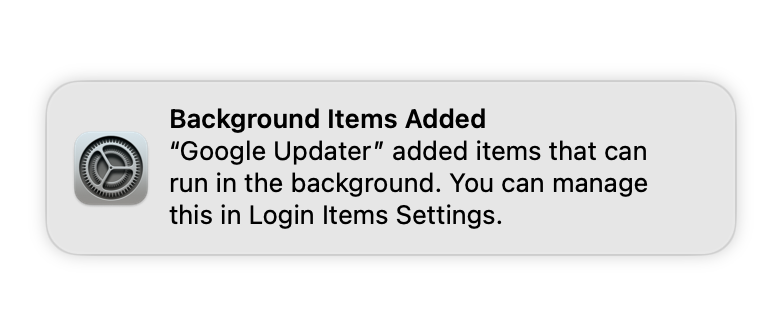 Background Items Added
“Google Updater” added items that can
run in the background. You can manage
this in Login Items Settings.